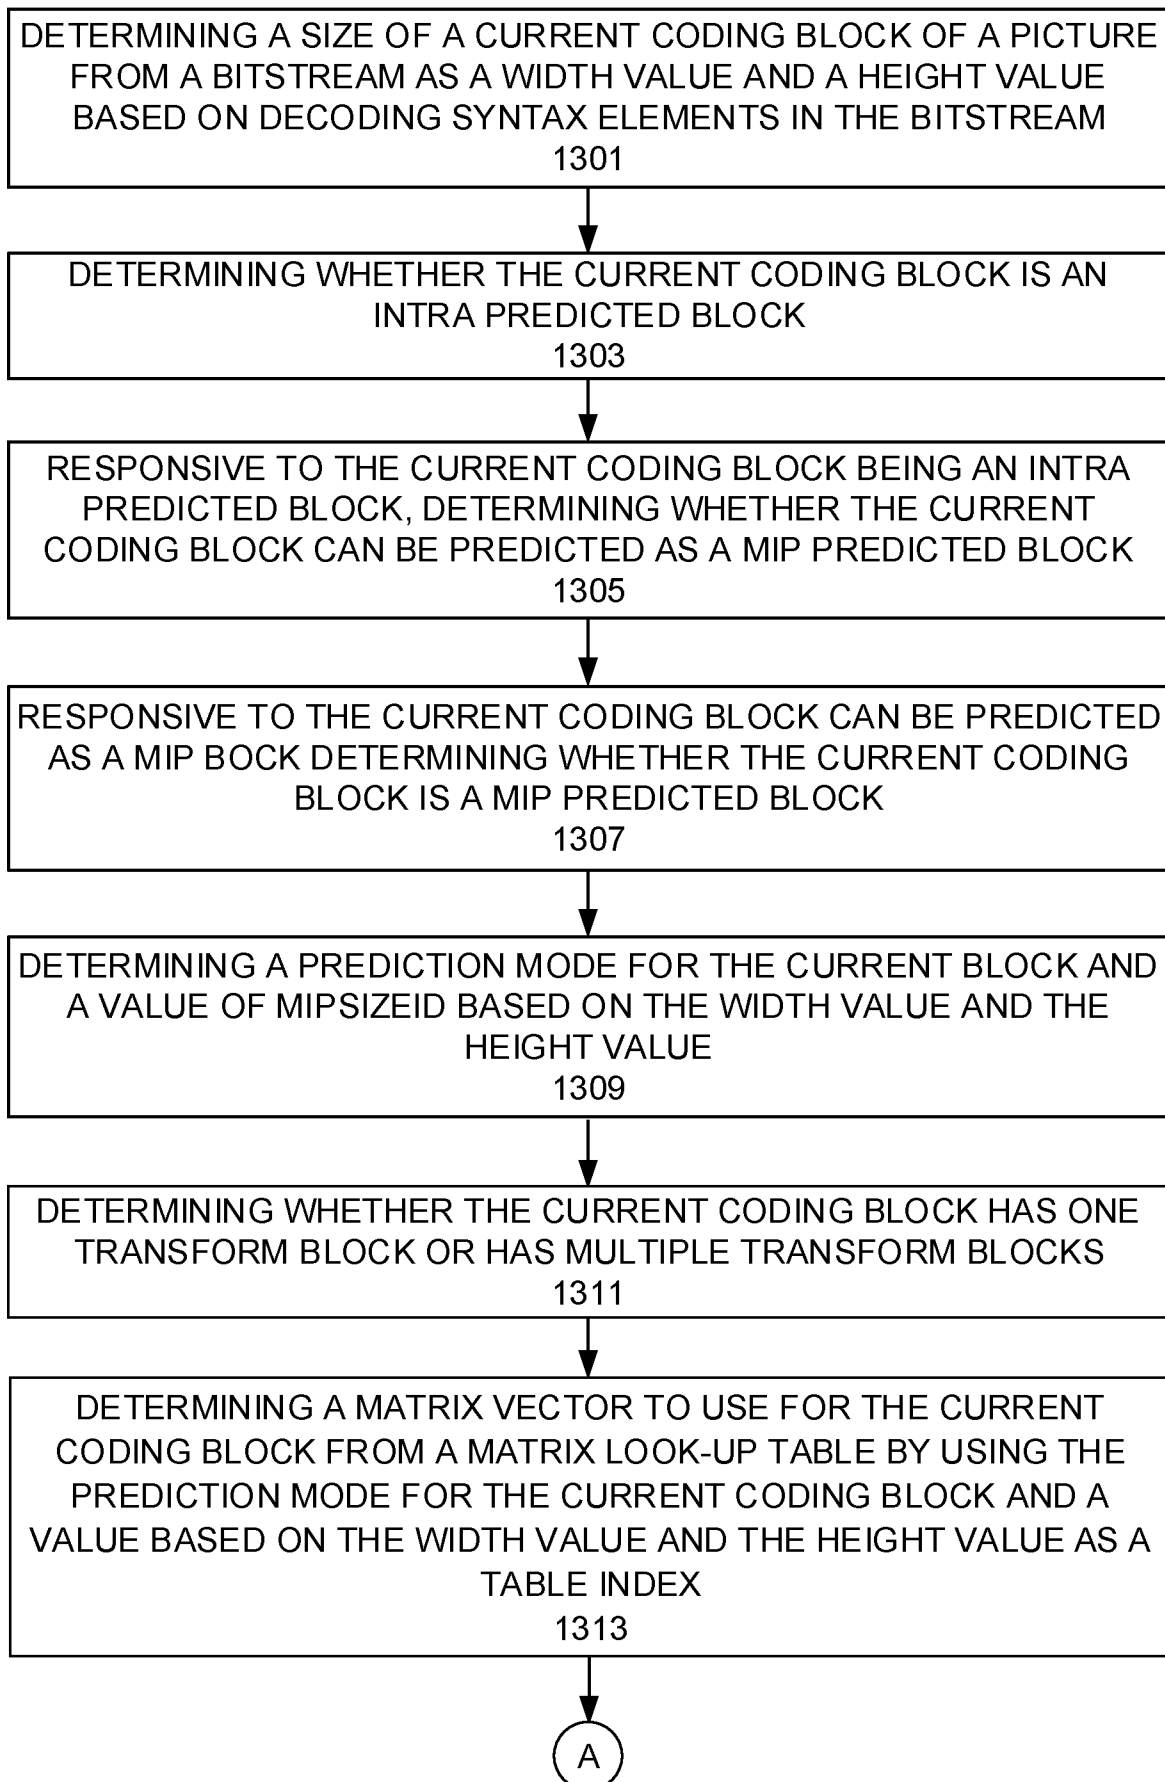 DETERMINING A SIZE OF A CURRENT CODING BLOCK OF A PICTURE
FROM A BITSTREAM AS A WIDTH VALUE AND A HEIGHT VALUE
BASED ON DECODING SYNTAX ELEMENTS IN THE BITSTREAM
1301
DETERMINING WHETHER THE CURRENT CODING BLOCK IS AN
INTRA PREDICTED BLOCK
1303
RESPONSIVE TO THE CURRENT CODING BLOCK BEING AN INTRA
PREDICTED BLOCK, DETERMINING WHETHER THE CURRENT
CODING BLOCK CAN BE PREDICTED AS A MIP PREDICTED BLOCK
1305
RESPONSIVE TO THE CURRENT CODING BLOCK CAN BE PREDICTED
AS A MIP BOCK DETERMINING WHETHER THE CURRENT CODING
BLOCK IS A MIP PREDICTED BLOCK
1307
DETERMINING A PREDICTION MODE FOR THE CURRENT BLOCK AND
A VALUE OF MIPSIZEID BASED ON THE WIDTH VALUE AND THE
HEIGHT VALUE
1309
DETERMINING WHETHER THE CURRENT CODING BLOCK HAS ONE
TRANSFORM BLOCK OR HAS MULTIPLE TRANSFORM BLOCKS
1311
DETERMINING A MATRIX VECTOR TO USE FOR THE CURRENT
CODING BLOCK FROM A MATRIX LOOK-UP TABLE BY USING THE
PREDICTION MODE FOR THE CURRENT CODING BLOCK AND A
VALUE BASED ON THE WIDTH VALUE AND THE HEIGHT VALUE AS A
TABLE INDEX
1313
A